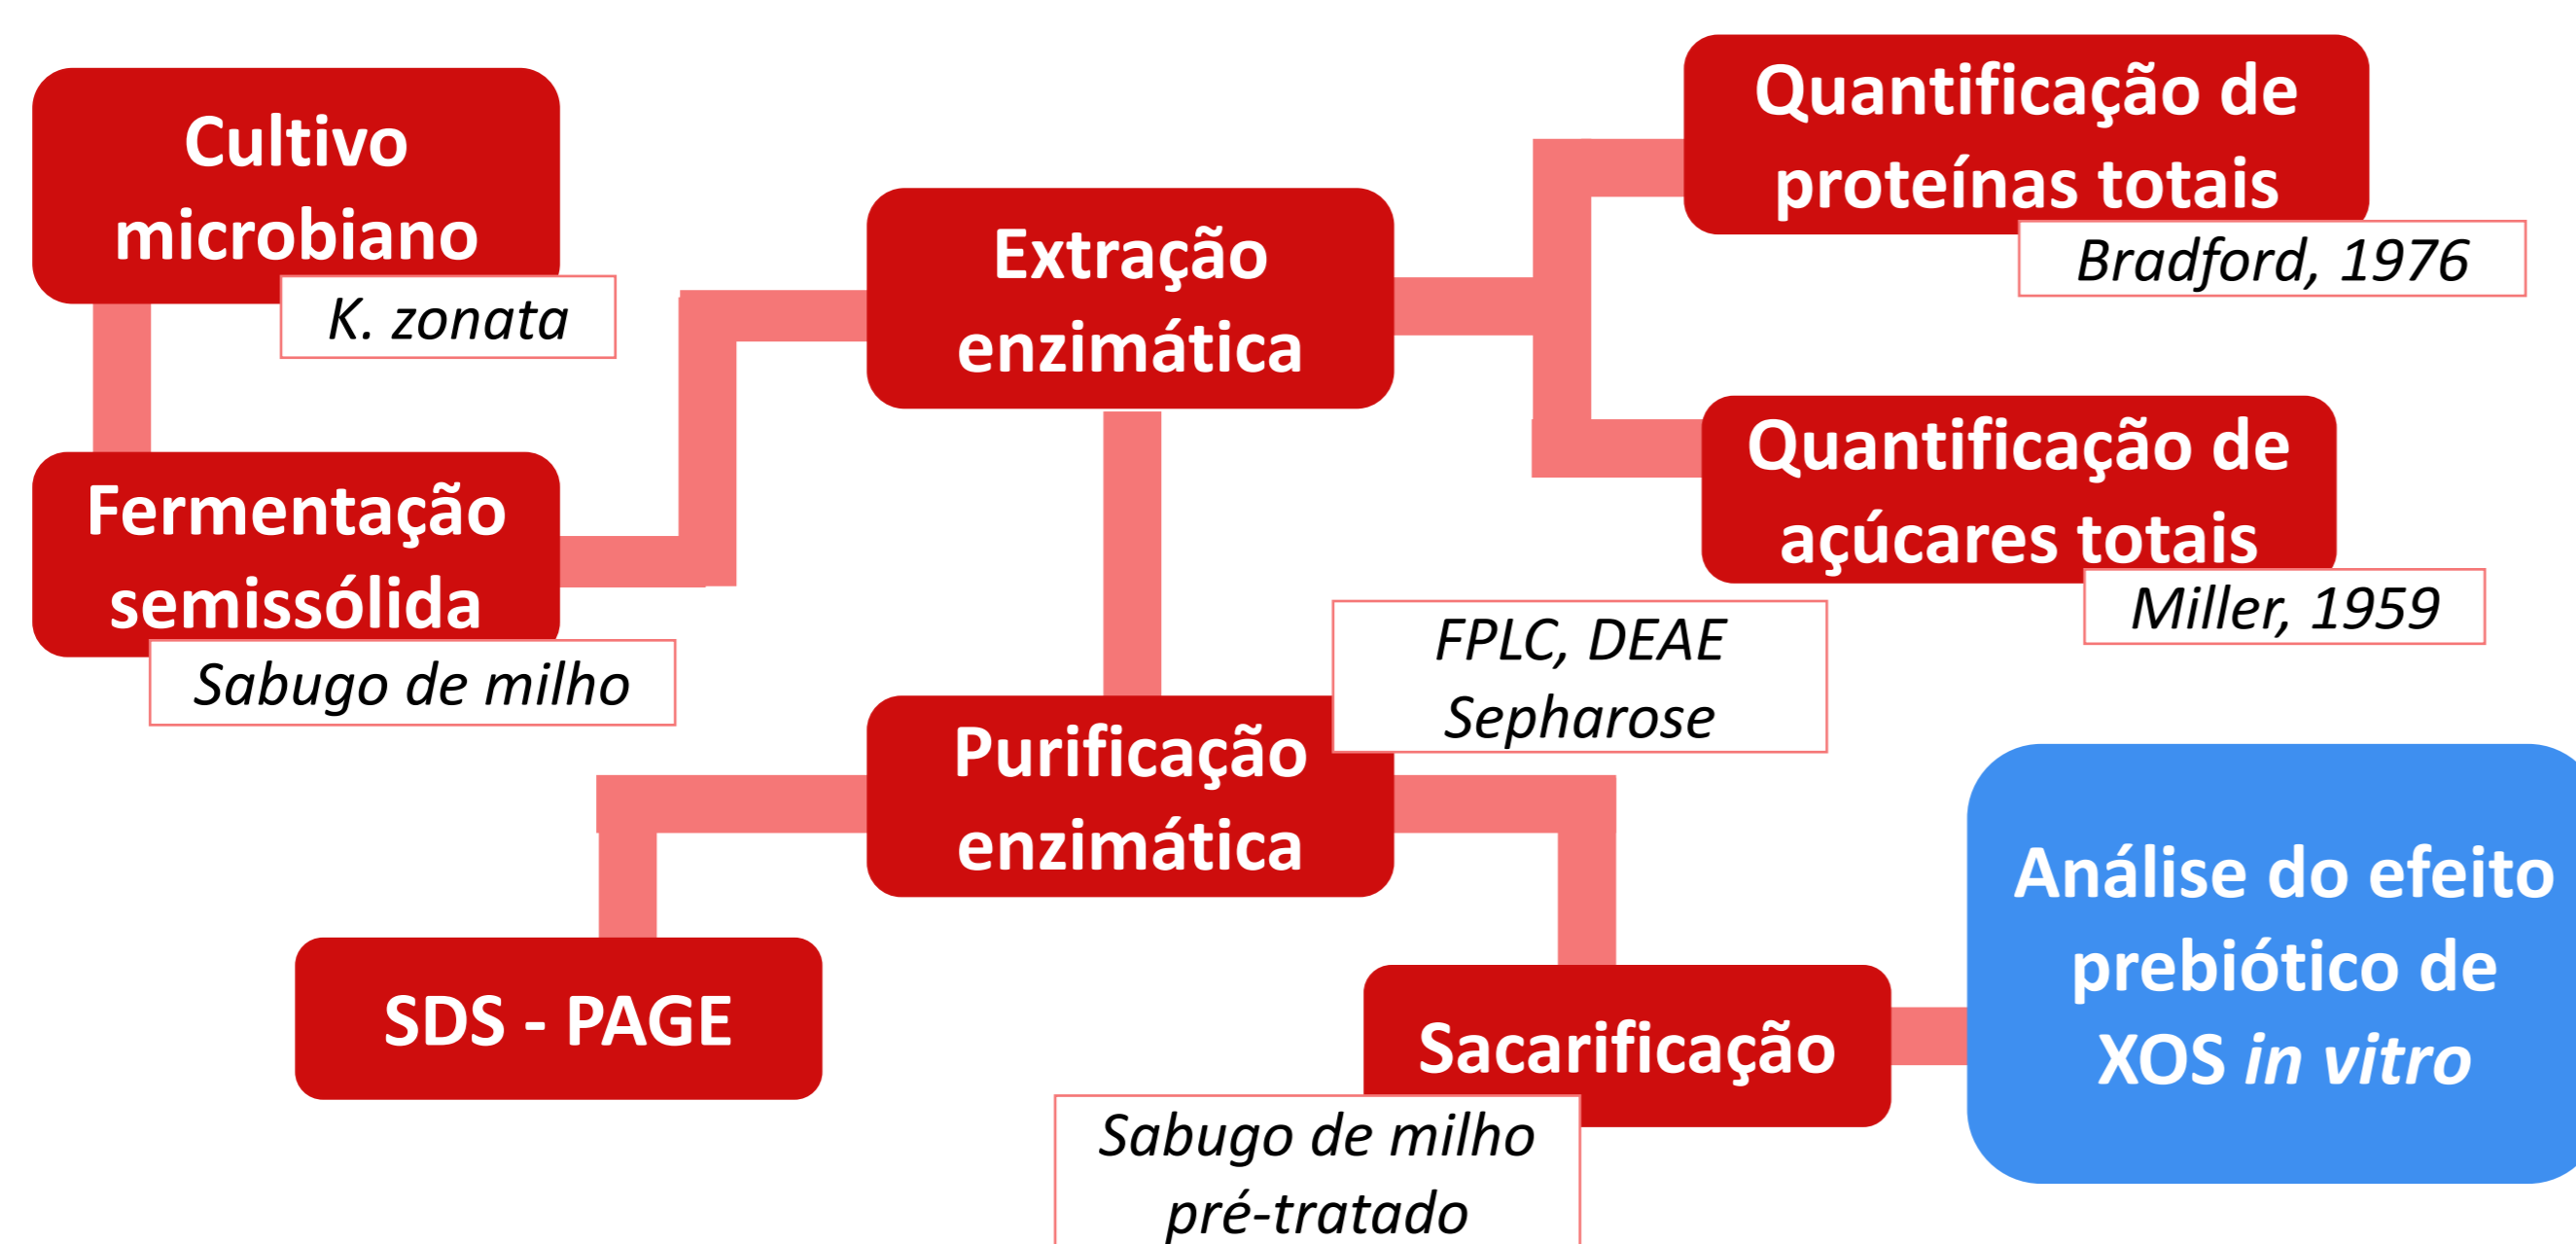 Cultivo
microbiano
K. zonata
Fermentação
semissólida
Sabugo de milho
Extração
enzimática
Quantificação de
proteínas totais
Bradford, 1976
Quantificação de
açúcares totais
Miller, 1959
FPLC, DEAE
Sepharose
Purificação
enzimática
SDS - PAGE
Sacarificação
Sabugo de milho
pré-tratado
Análise do efeito
prebiótico de
XOS in vitro